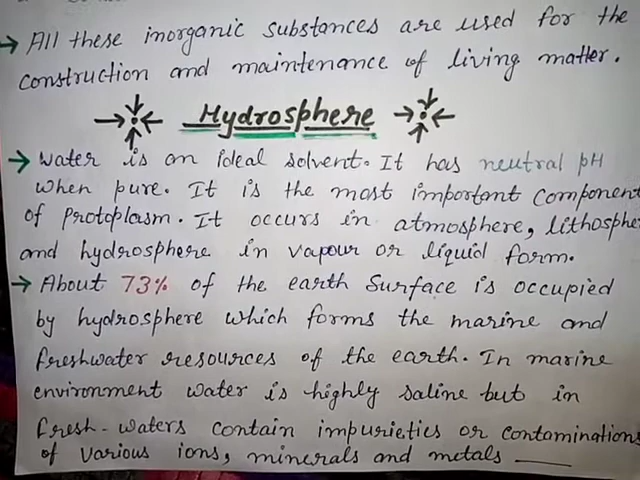 → All these inorganic substances are used for the
construction and maintenance of living matter.
Hydrosphere
→ Water is an ideal solvent. It has neutral pH
when pure. It is the most important Component
of Protoplasm. It occurs in atmosphere, lithosphe
and hydrosphere in vapour or liquid form.
→ About 73% of the earth Surface is occupied
by hydrosphere which forms the marine and
freshwater resources of the earth. In marine
environment water is highly saline but in
fresh-waters contain impurieties or contaminations
of various ions, minerals and metals